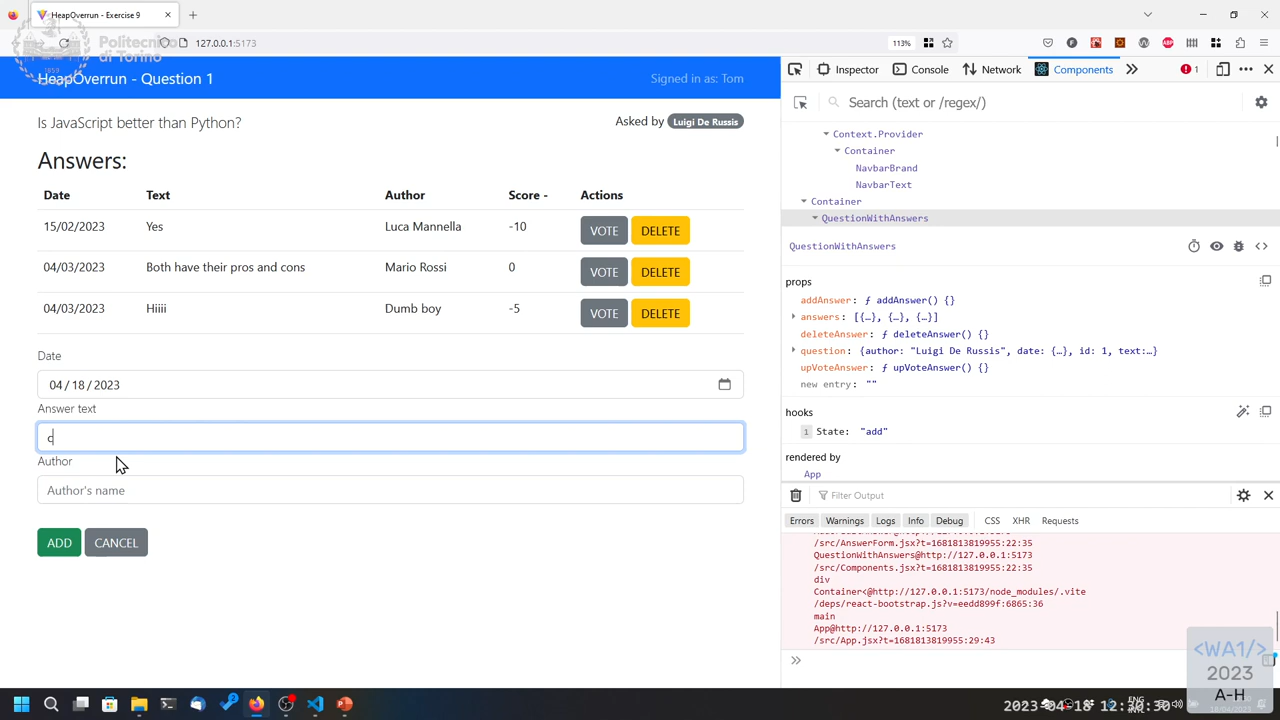 HeapOverrun - Exercise 9
Politecnico
di Torino
1859
127.0.0.1:5173
113%
HeapOverrun - Question 1
Signed in as: Tom
Is JavaScript better than Python?
Asked by Luigi De Russis
Answers:
Date Text Author Score - Actions
15/02/2023 Yes Luca Mannella -10 VOTE DELETE
04/03/2023 Both have their pros and cons Mario Rossi 0 VOTE DELETE
04/03/2023 Hiiii Dumb boy -5 VOTE DELETE
Date
04 / 18 / 2023
Answer text
c
Author
Author's name
ADD CANCEL
Inspector Console Network Components 1
Search (text or /regex/)
Context.Provider
Container
NavbarBrand
NavbarText
Container
QuestionWithAnswers
QuestionWithAnswers
props
addAnswer: ƒ addAnswer() {}
answers: [{…}, {…}, {…}]
deleteAnswer: ƒ deleteAnswer() {}
question: {author: "Luigi De Russis", date: {…}, id: 1, text:…}
upVoteAnswer: ƒ upVoteAnswer() {}
new entry: ""
hooks
1 State: "add"
rendered by
App
Filter Output
Errors Warnings Logs Info Debug CSS XHR Requests
/src/AnswerForm.jsx?t=1681813819955:22:35
QuestionWithAnswers@http://127.0.0.1:5173
/src/Components.jsx?t=1681813819955:22:35
div
Container<@http://127.0.0.1:5173/node_modules/.vite
/deps/react-bootstrap.js?v=eedd899f:6865:36
main
App@http://127.0.0.1:5173
/src/App.jsx?t=1681813819955:29:43
<WA1/>
2023
A-H
ENG